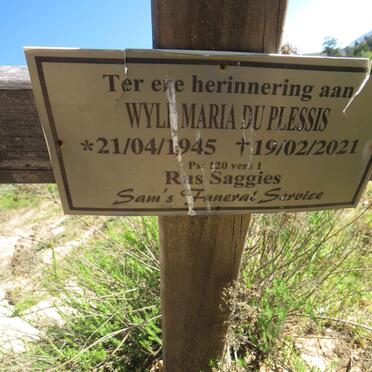 Ter ere herinnering aan
WYLE MARIA DU PLESSIS
*21/04/1945 †19/02/2021
Ps: 120 vers 1
Rus Saggies
Sam's Funeral Service